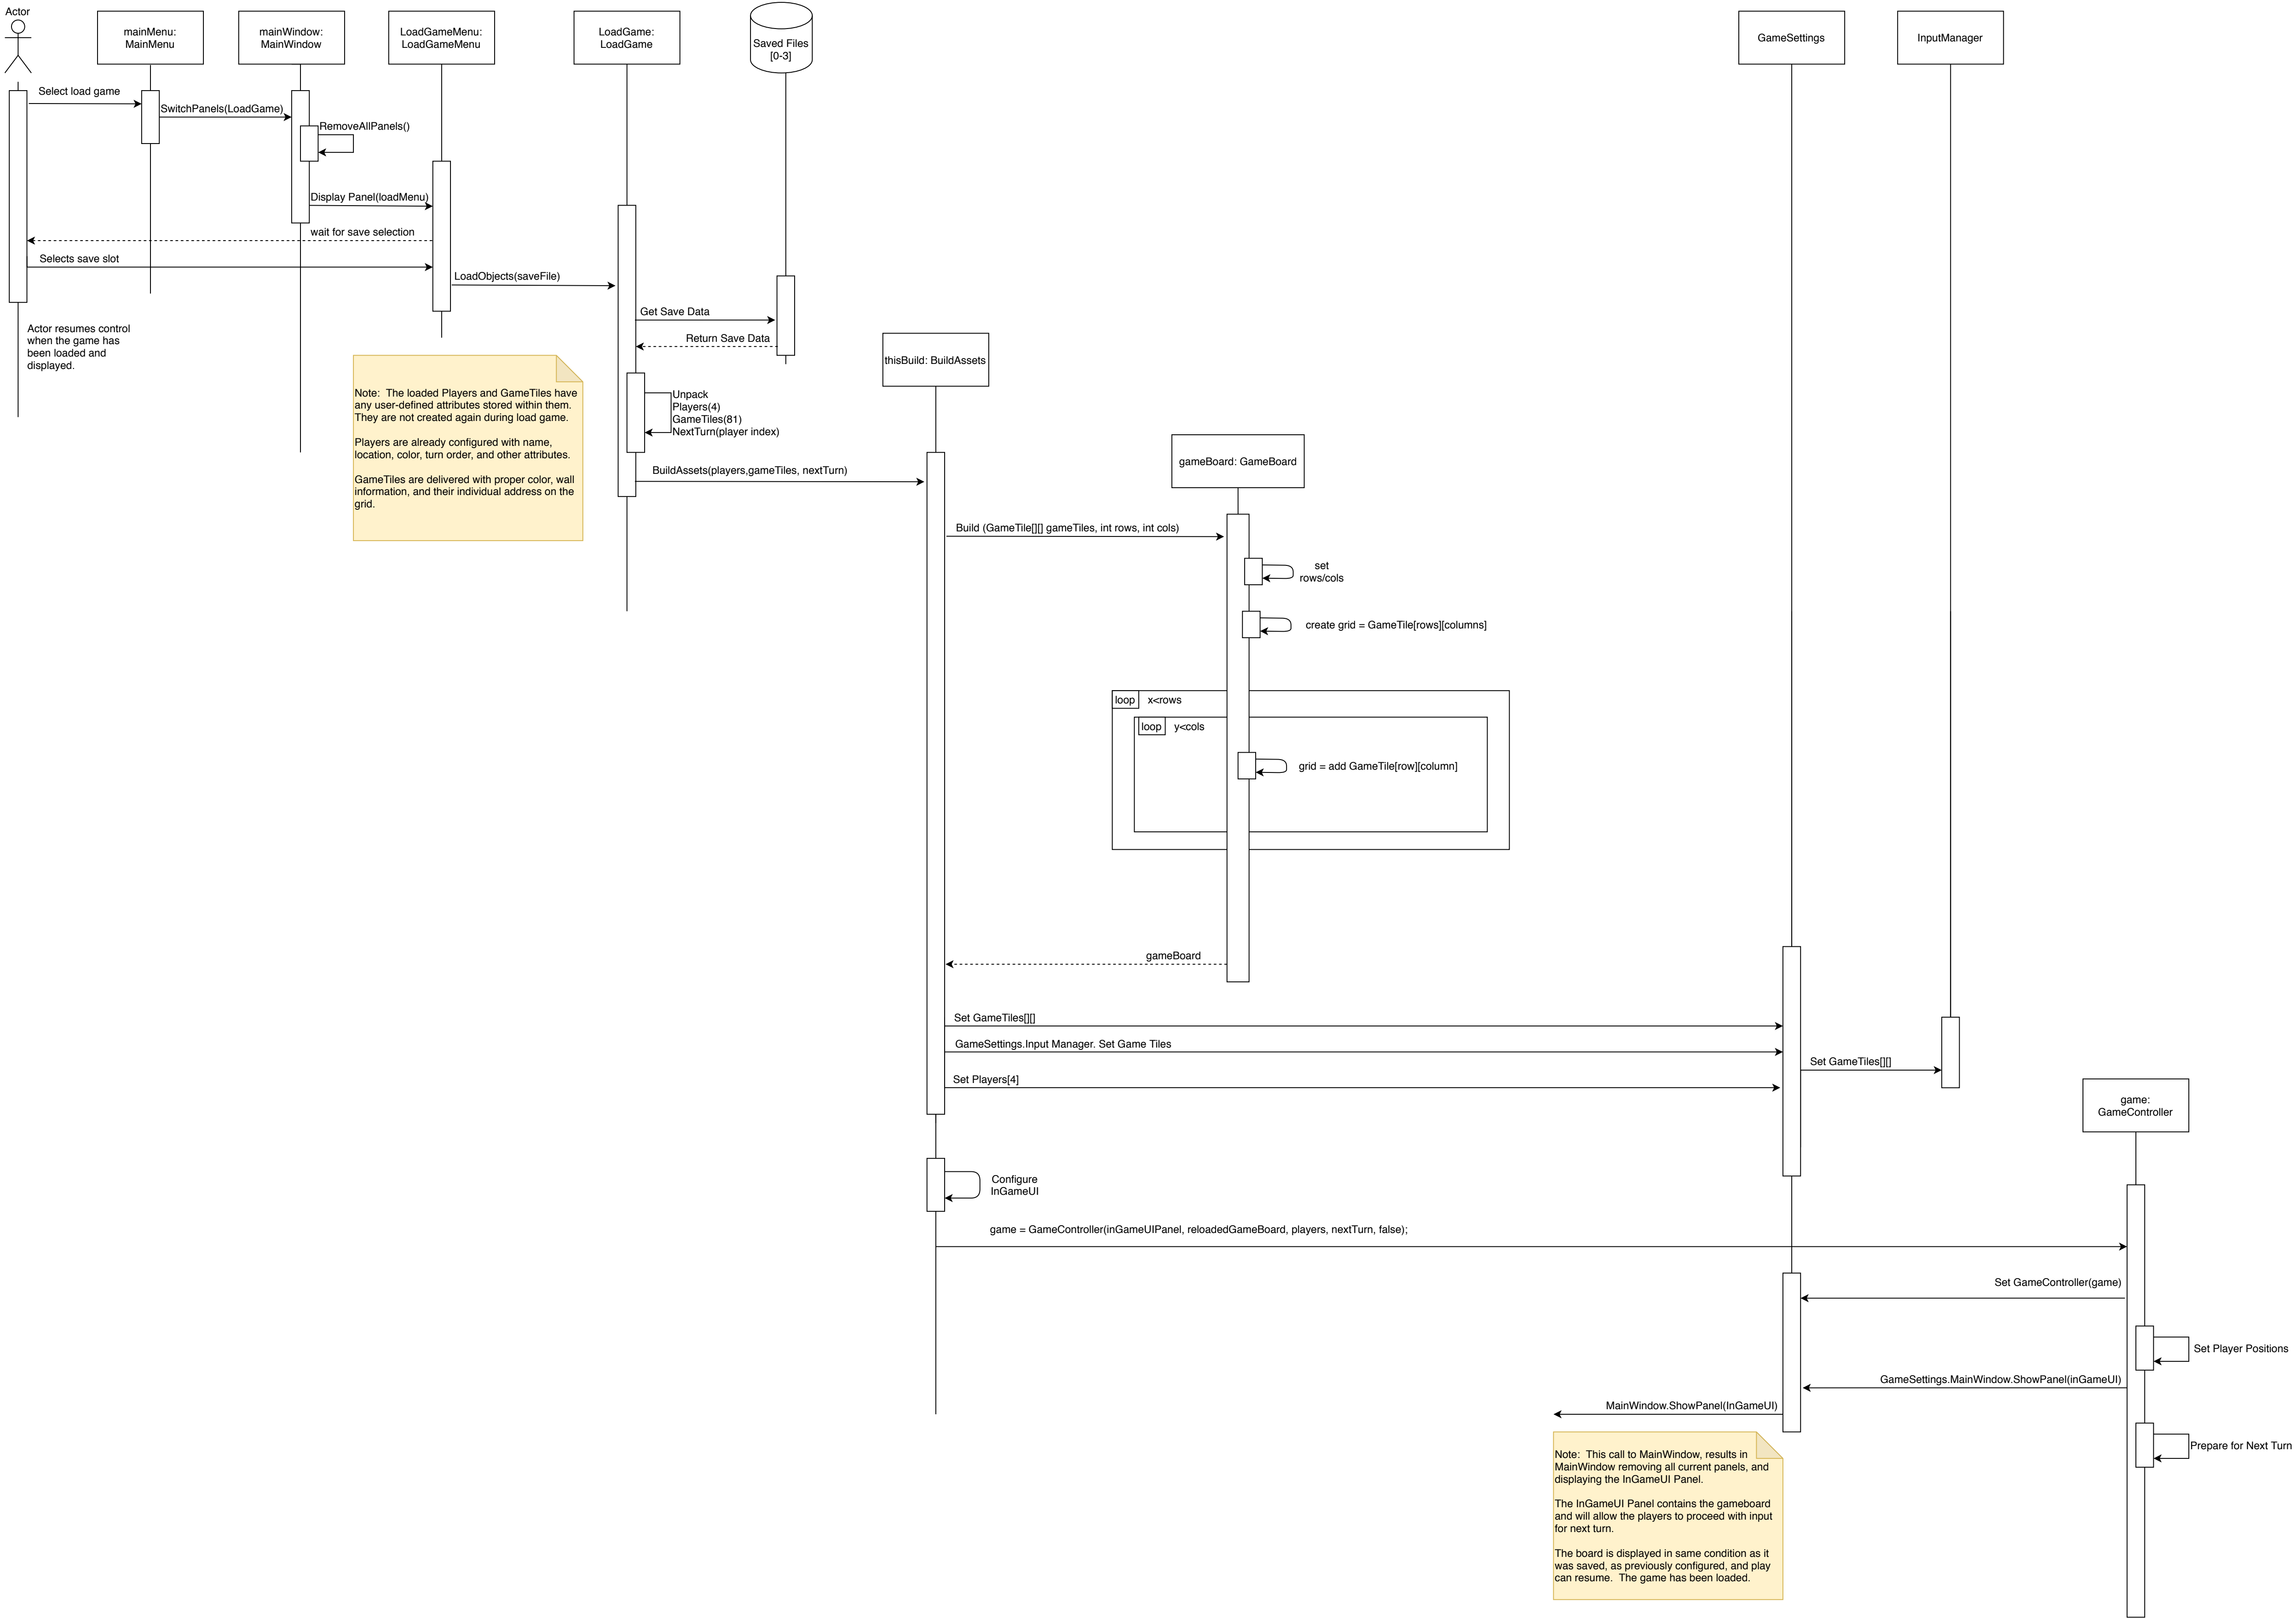 Actor
mainMenu:
MainMenu
mainWindow:
MainWindow
LoadGameMenu:
LoadGameMenu
LoadGame:
LoadGame
Saved Files
[0-3]
GameSettings
InputManager
Select load game
SwitchPanels(LoadGame)
RemoveAllPanels()
Display Panel(loadMenu)
wait for save selection
Selects save slot
LoadObjects(saveFile)
Get Save Data
Return Save Data
Actor resumes control
when the game has
been loaded and
displayed.
thisBuild: BuildAssets
Note:  The loaded Players and GameTiles have
any user-defined attributes stored within them.
They are not created again during load game.
Players are already configured with name,
location, color, turn order, and other attributes.
GameTiles are delivered with proper color, wall
information, and their individual address on the
grid.
Unpack
Players(4)
GameTiles(81)
NextTurn(player index)
BuildAssets(players,gameTiles, nextTurn)
gameBoard: GameBoard
Build (GameTile[][] gameTiles, int rows, int cols)
set
rows/cols
create grid = GameTile[rows][columns]
loop x<rows
loop y<cols
grid = add GameTile[row][column]
gameBoard
Set GameTiles[][]
GameSettings.Input Manager. Set Game Tiles
Set GameTiles[][]
Set Players[4]
game:
GameController
Configure
InGameUI
game = GameController(inGameUIPanel, reloadedGameBoard, players, nextTurn, false);
Set GameController(game)
Set Player Positions
GameSettings.MainWindow.ShowPanel(inGameUI)
MainWindow.ShowPanel(InGameUI)
Prepare for Next Turn
Note:  This call to MainWindow, results in
MainWindow removing all current panels, and
displaying the InGameUI Panel.
The InGameUI Panel contains the gameboard
and will allow the players to proceed with input
for next turn.
The board is displayed in same condition as it
was saved, as previously configured, and play
can resume.  The game has been loaded.